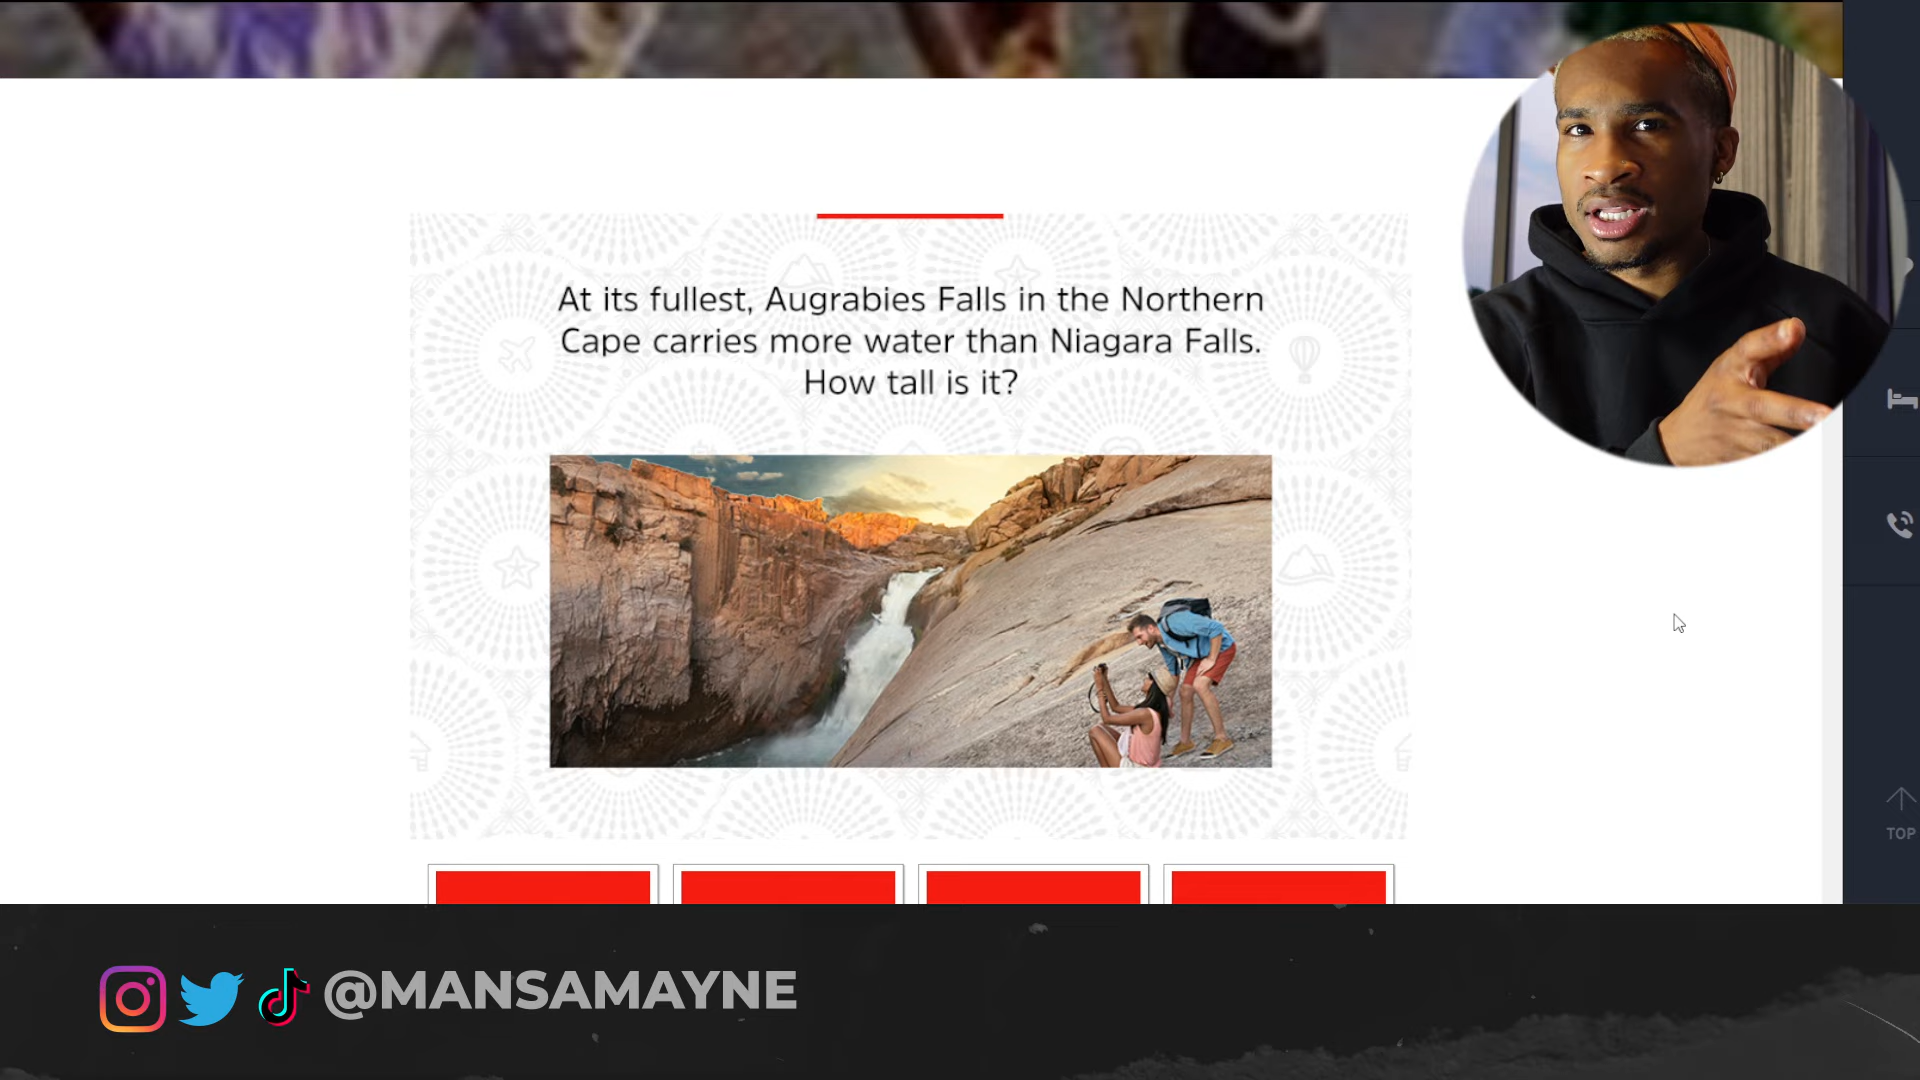 At its fullest, Augrabies Falls in the Northern
Cape carries more water than Niagara Falls.
How tall is it?
TOP
@MANSAMAYNE